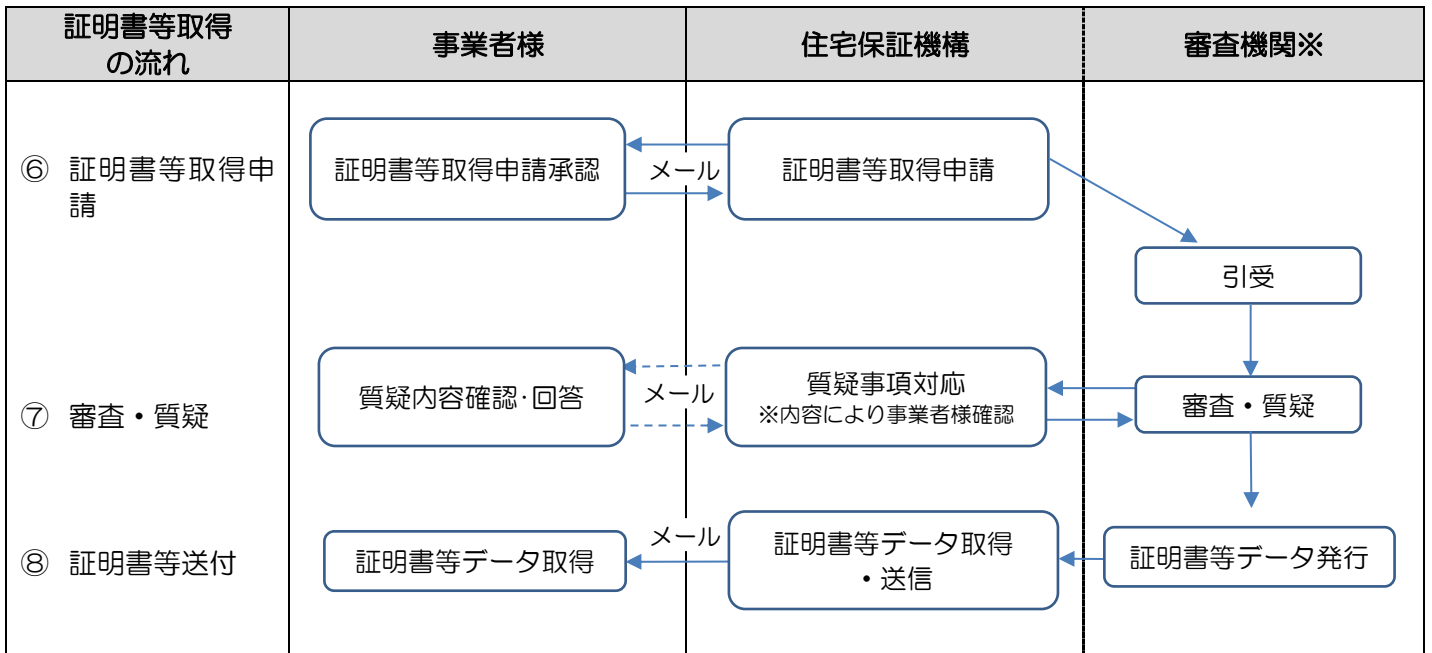 証明書等取得
の流れ
事業者様
住宅保証機構
審査機関※
⑥ 証明書等取得申
請
証明書等取得申請承認
メール
証明書等取得申請
引受
⑦ 審査・質疑
質疑内容確認・回答
メール
質疑事項対応
※内容により事業者様確認
審査・質疑
⑧ 証明書等送付
証明書等データ取得
メール
証明書等データ取得
・送信
証明書等データ発行